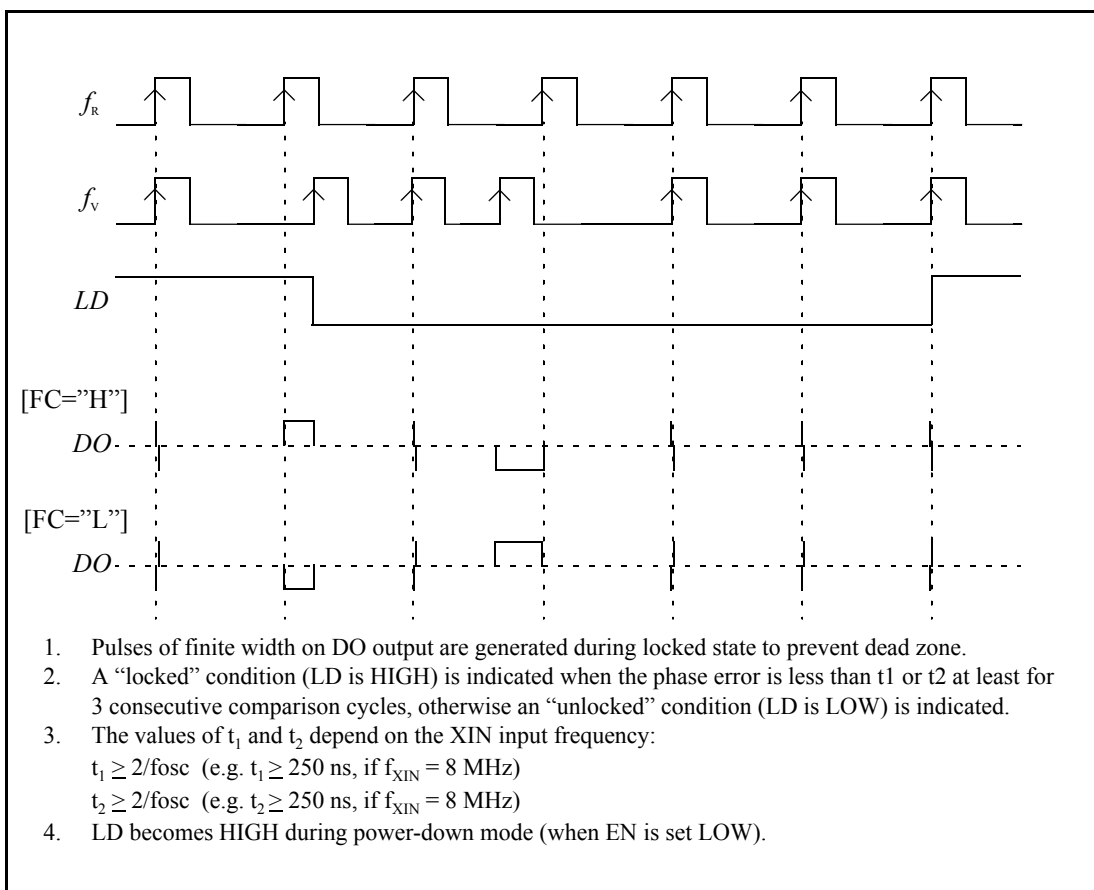 fR
fV
LD
[FC=”H”]
DO
[FC=”L”]
DO
1. Pulses of finite width on DO output are generated during locked state to prevent dead zone.
2. A “locked” condition (LD is HIGH) is indicated when the phase error is less than t1 or t2 at least for
3 consecutive comparison cycles, otherwise an “unlocked” condition (LD is LOW) is indicated.
3. The values of t1 and t2 depend on the XIN input frequency:
t1 ≥ 2/fosc (e.g. t1 ≥ 250 ns, if fXIN = 8 MHz)
t2 ≥ 2/fosc (e.g. t2 ≥ 250 ns, if fXIN = 8 MHz)
4. LD becomes HIGH during power-down mode (when EN is set LOW).